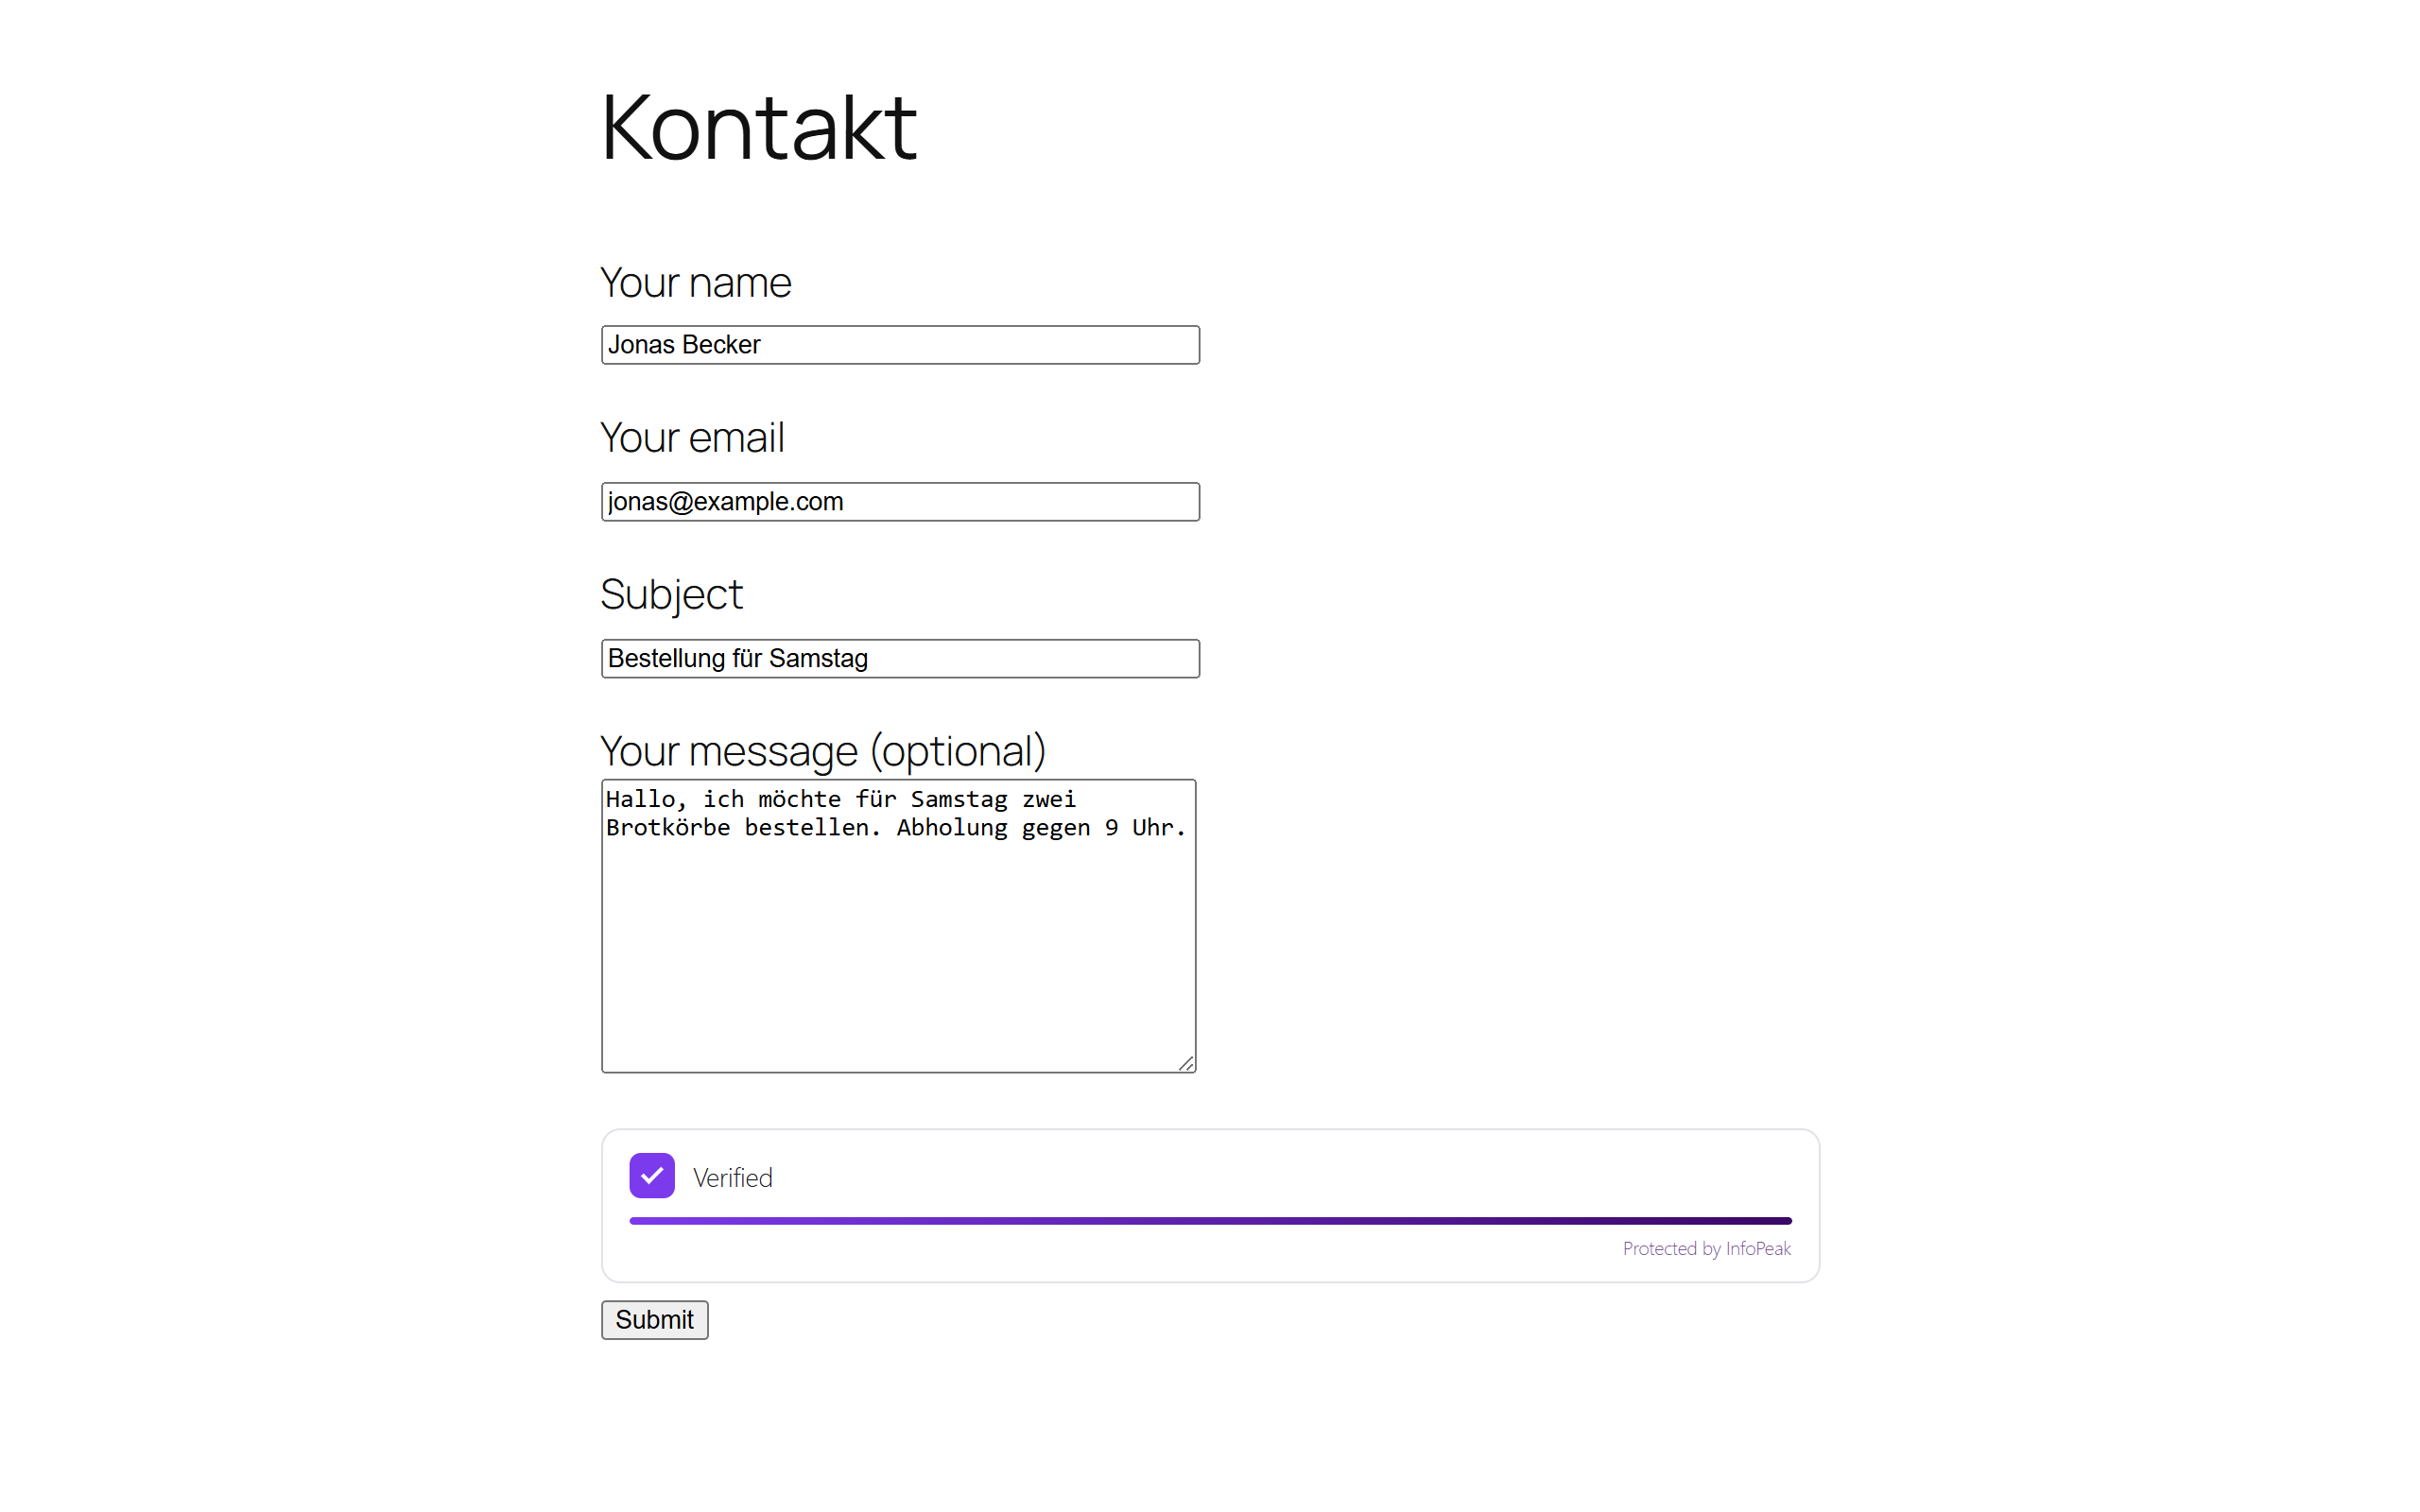 Kontakt
Your name
Jonas Becker
Your email
jonas@example.com
Subject
Bestellung für Samstag
Your message (optional)
Hallo, ich möchte für Samstag zwei
Brotkörbe bestellen. Abholung gegen 9 Uhr.
Verified
Protected by InfoPeak
Submit